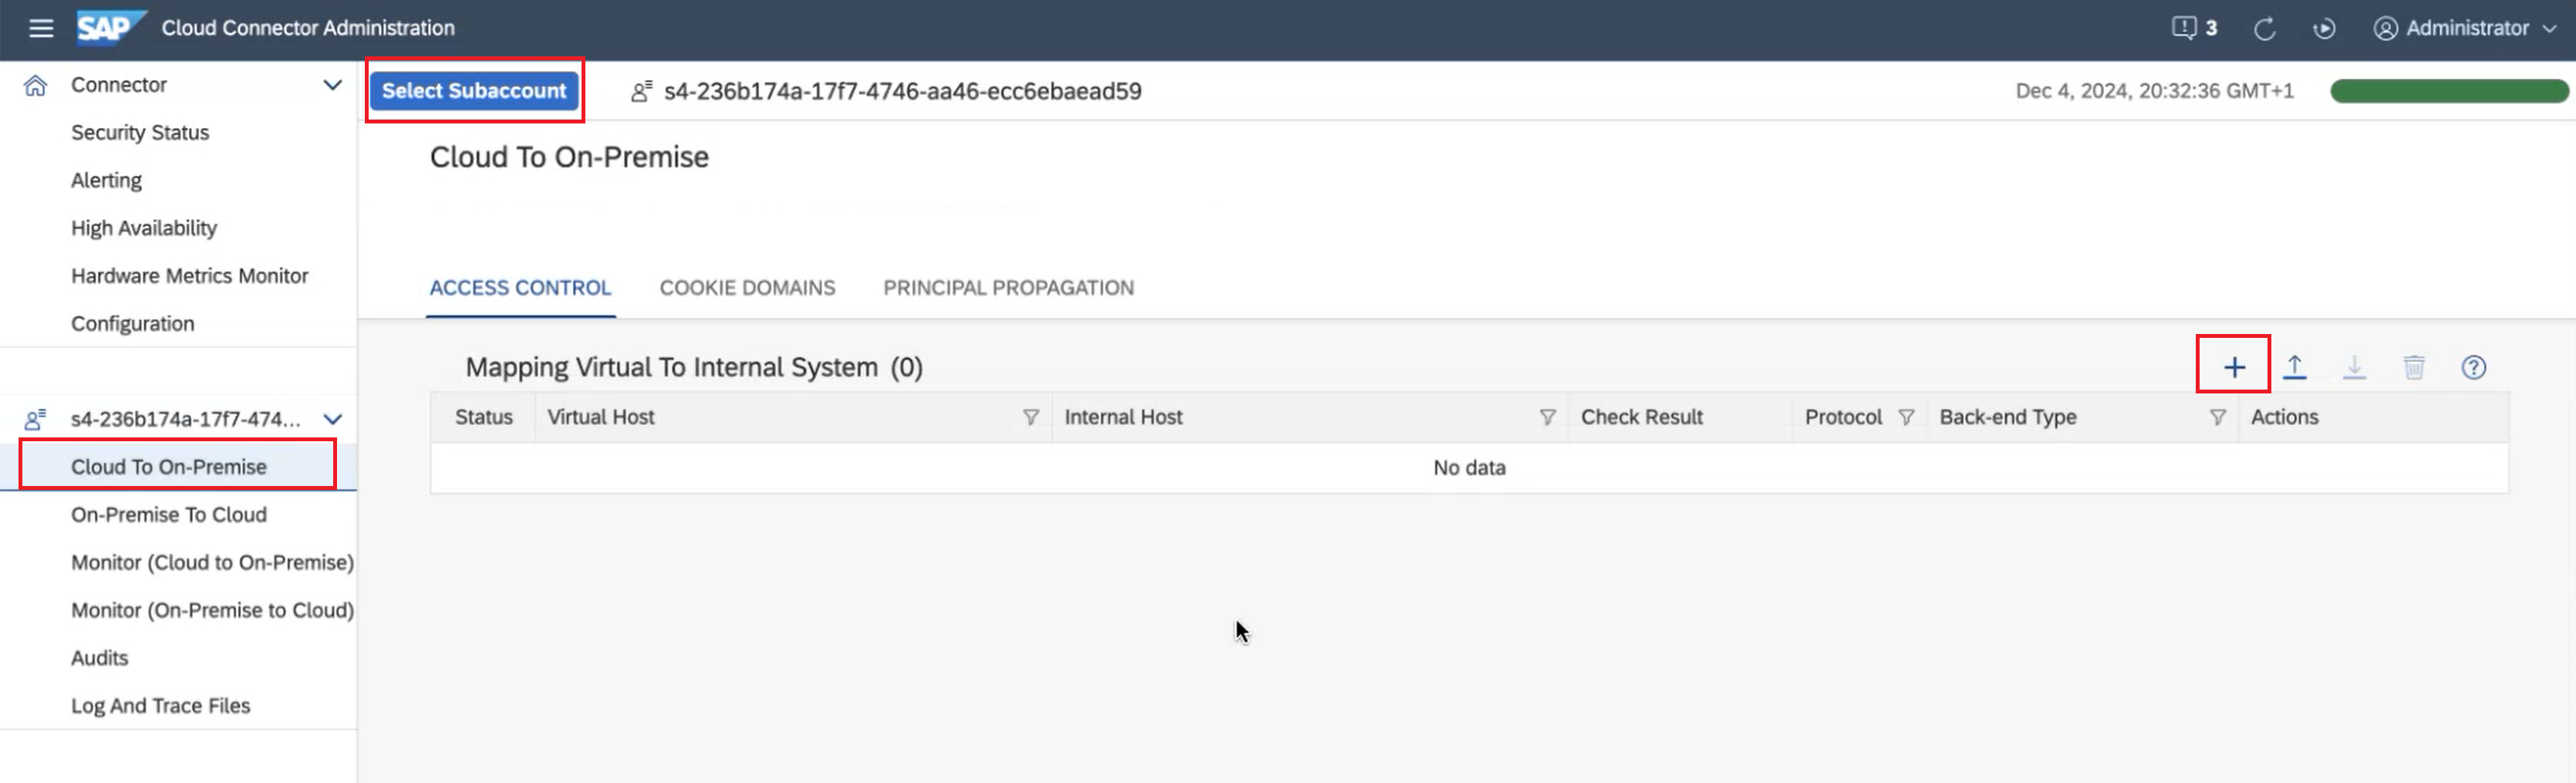 SAP Cloud Connector Administration 3 Administrator
Connector
Security Status
Alerting
High Availability
Hardware Metrics Monitor
Configuration
s4-236b174a-17f7-474...
Cloud To On-Premise
On-Premise To Cloud
Monitor (Cloud to On-Premise)
Monitor (On-Premise to Cloud)
Audits
Log And Trace Files
Select Subaccount s4-236b174a-17f7-4746-aa46-ecc6ebaead59 Dec 4, 2024, 20:32:36 GMT+1
Cloud To On-Premise
ACCESS CONTROL COOKIE DOMAINS PRINCIPAL PROPAGATION
Mapping Virtual To Internal System (0)
Status Virtual Host Internal Host Check Result Protocol Back-end Type Actions
No data